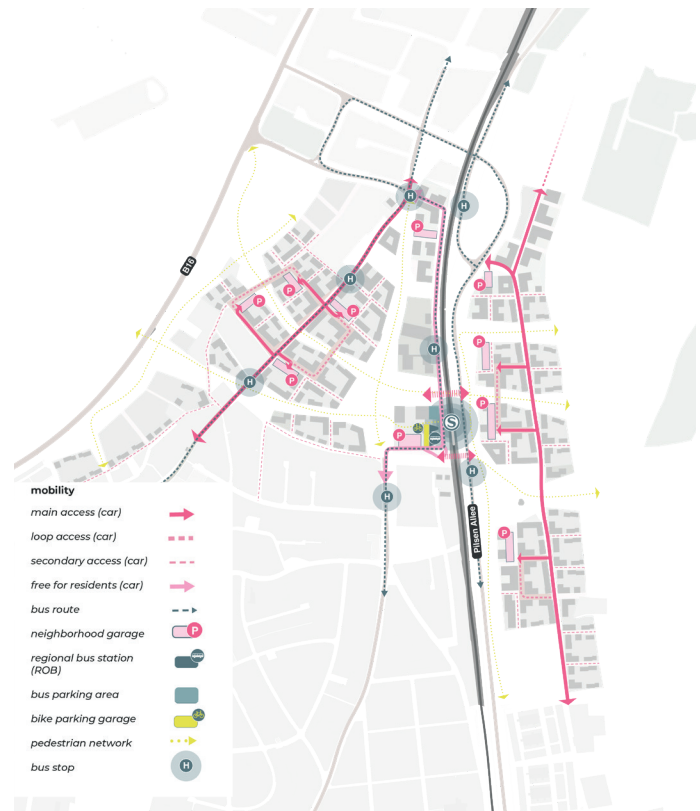 H
H
P
B16
H
P
P
P
P
H
P
H
P
P
P
S
H
H
P
Pilsen Allee
mobility
main access (car)
loop access (car)
secondary access (car)
free for residents (car)
bus route
neighborhood garage
P
regional bus station
(ROB)
bus parking area
bike parking garage
pedestrian network
bus stop
H